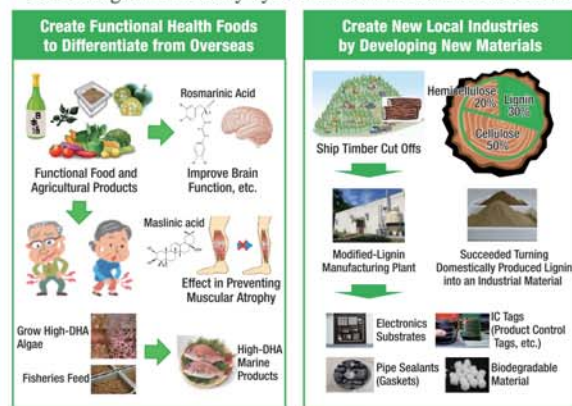 Create Functional Health Foods
to Differentiate from Overseas
Rosmarinic Acid
Functional Food and
Agricultural Products
Improve Brain
Function, etc.
Maslinic acid
Effect in Preventing
Muscular Atrophy
Grow High-DHA
Algae
Fisheries Feed
High-DHA
Marine
Products
Create New Local Industries
by Developing New Materials
Hemicellulose
20%
Lignin
30%
Cellulose
50%
Ship Timber Cut Offs
Modified-Lignin
Manufacturing Plant
Succeeded Turning
Domestically Produced Lignin
into an Industrial Material
Electronics
Substrates
IC Tags
(Product Control
Tags, etc.)
Pipe Sealants
(Gaskets)
Biodegradable
Material